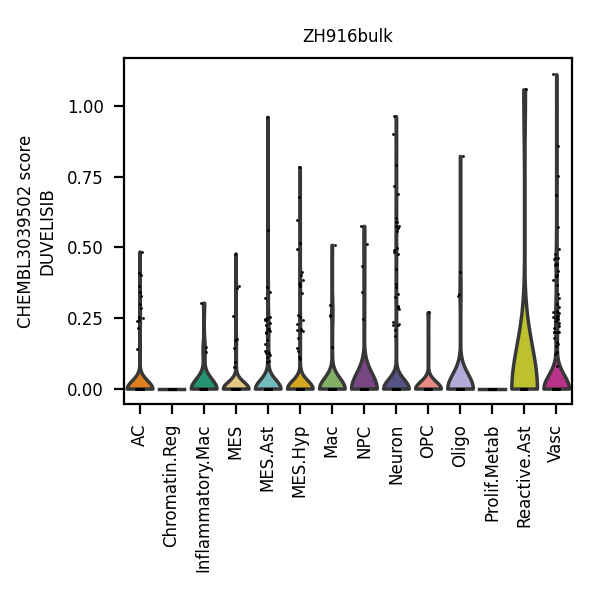 ZH916bulk
CHEMBL3039502 score
DUVELISIB
1.00
0.75
0.50
0.25
0.00
AC
Chromatin.Reg
Inflammatory.Mac
MES
MES.Ast
MES.Hyp
Mac
NPC
Neuron
OPC
Oligo
Prolif.Metab
Reactive.Ast
Vasc